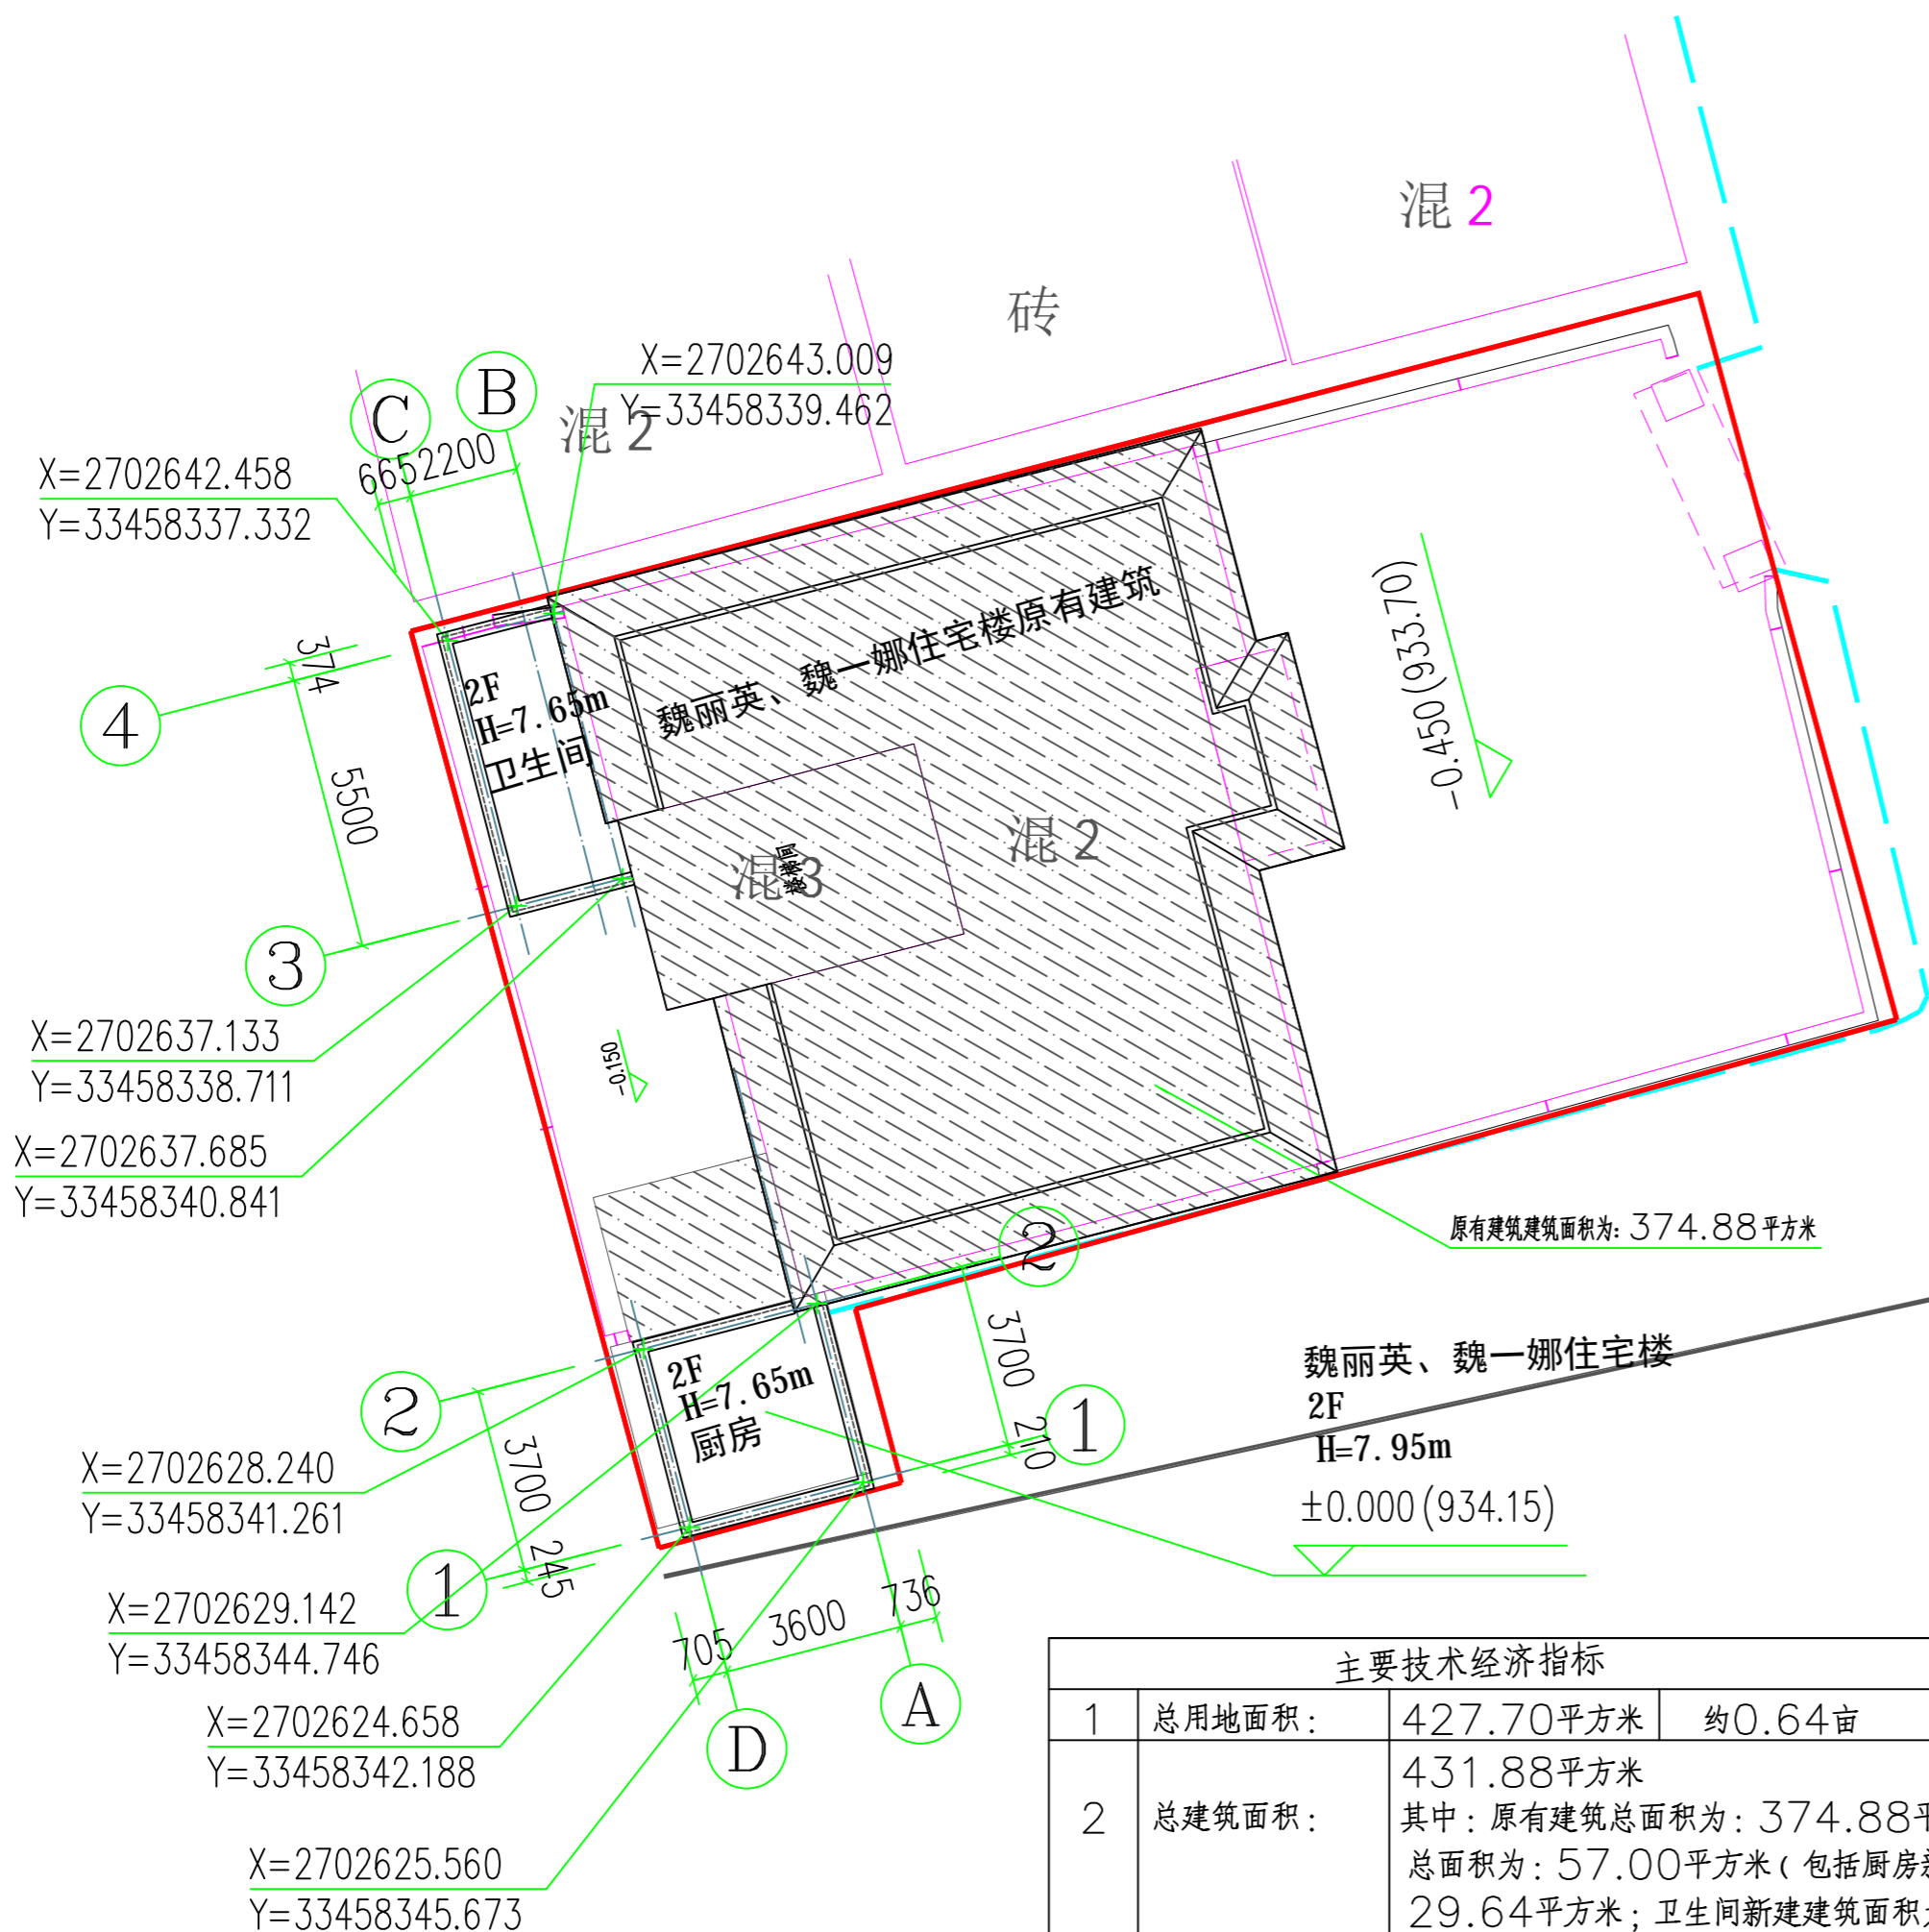 混 2
砖
X=2702643.009
Y=33458339.462
B
C
混 2
6652200
X=2702642.458
Y=33458337.332
374
4
5500
3
2F
H=7.65m
卫生间
魏丽英、魏一娜住宅楼原有建筑
-0.450(933.70)
混 2
混 3
楼梯间
X=2702637.133
Y=33458338.711
-0.150
X=2702637.685
Y=33458340.841
原有建筑建筑面积为: 374.88平方米
2
3700
210
1
魏丽英、魏一娜住宅楼
2F
H=7.95m
±0.000(934.15)
2F
H=7.65m
厨房
2
3700
245
1
X=2702628.240
Y=33458341.261
X=2702629.142
Y=33458344.746
705
3600
736
D
A
X=2702624.658
Y=33458342.188
X=2702625.560
Y=33458345.673
主要技术经济指标
1 总用地面积: 427.70平方米 约0.64亩
431.88平方米
2 总建筑面积: 其中: 原有建筑总面积为: 374.88平
总面积为: 57.00平方米( 包括厨房
29.64平方米; 卫生间新建建筑面积